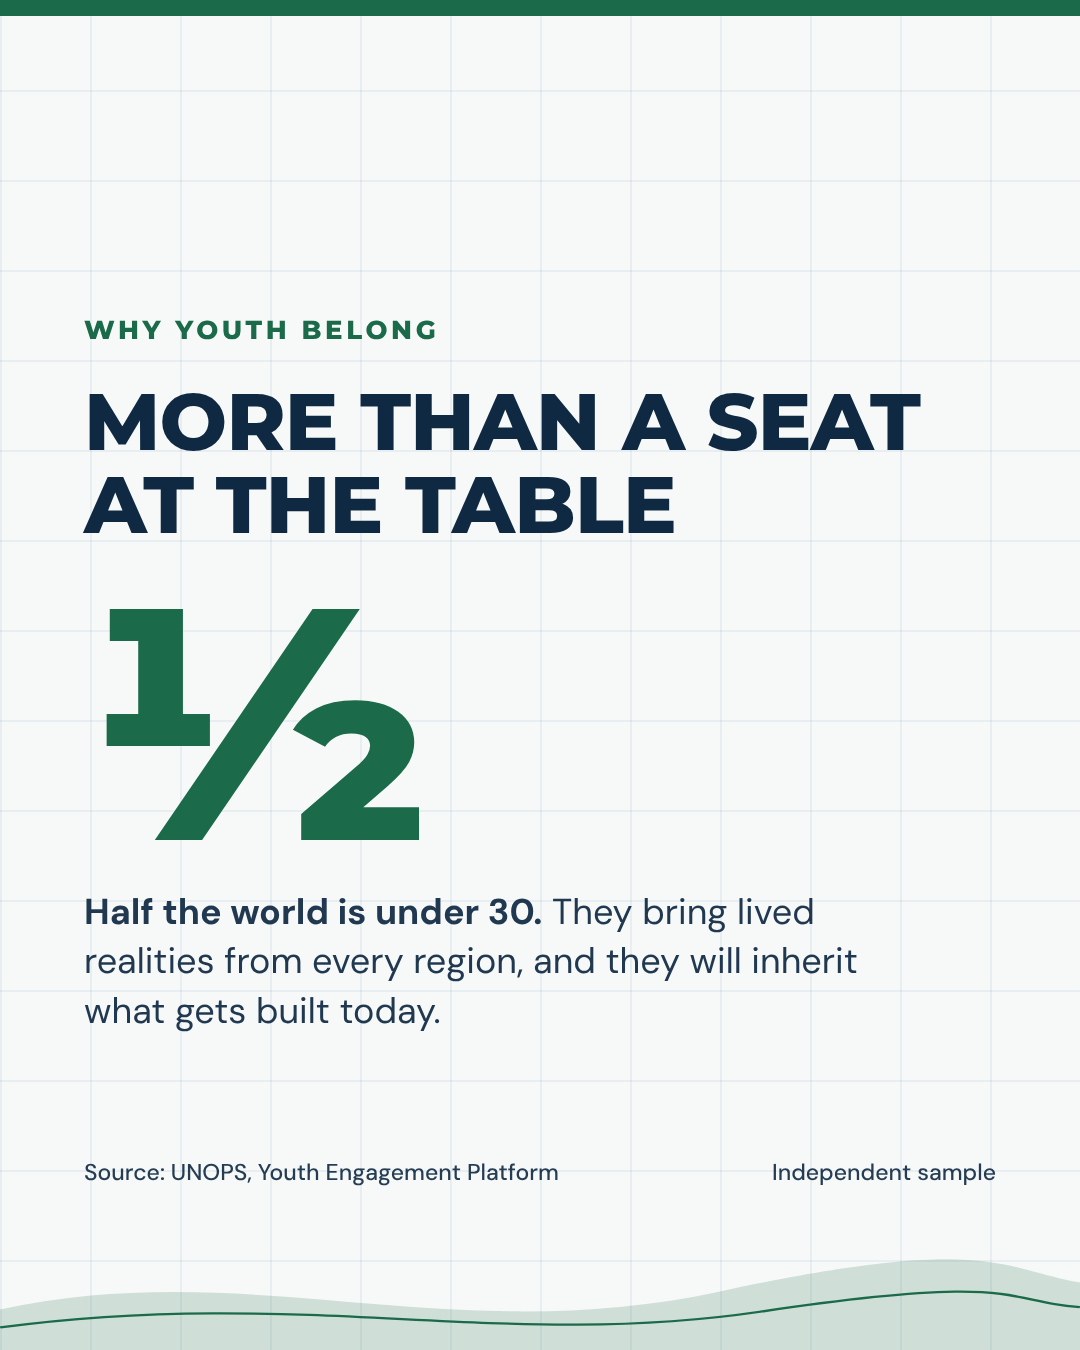 WHY YOUTH BELONG
MORE THAN A SEAT
AT THE TABLE
½
Half the world is under 30. They bring lived
realities from every region, and they will inherit
what gets built today.
Source: UNOPS, Youth Engagement Platform
Independent sample